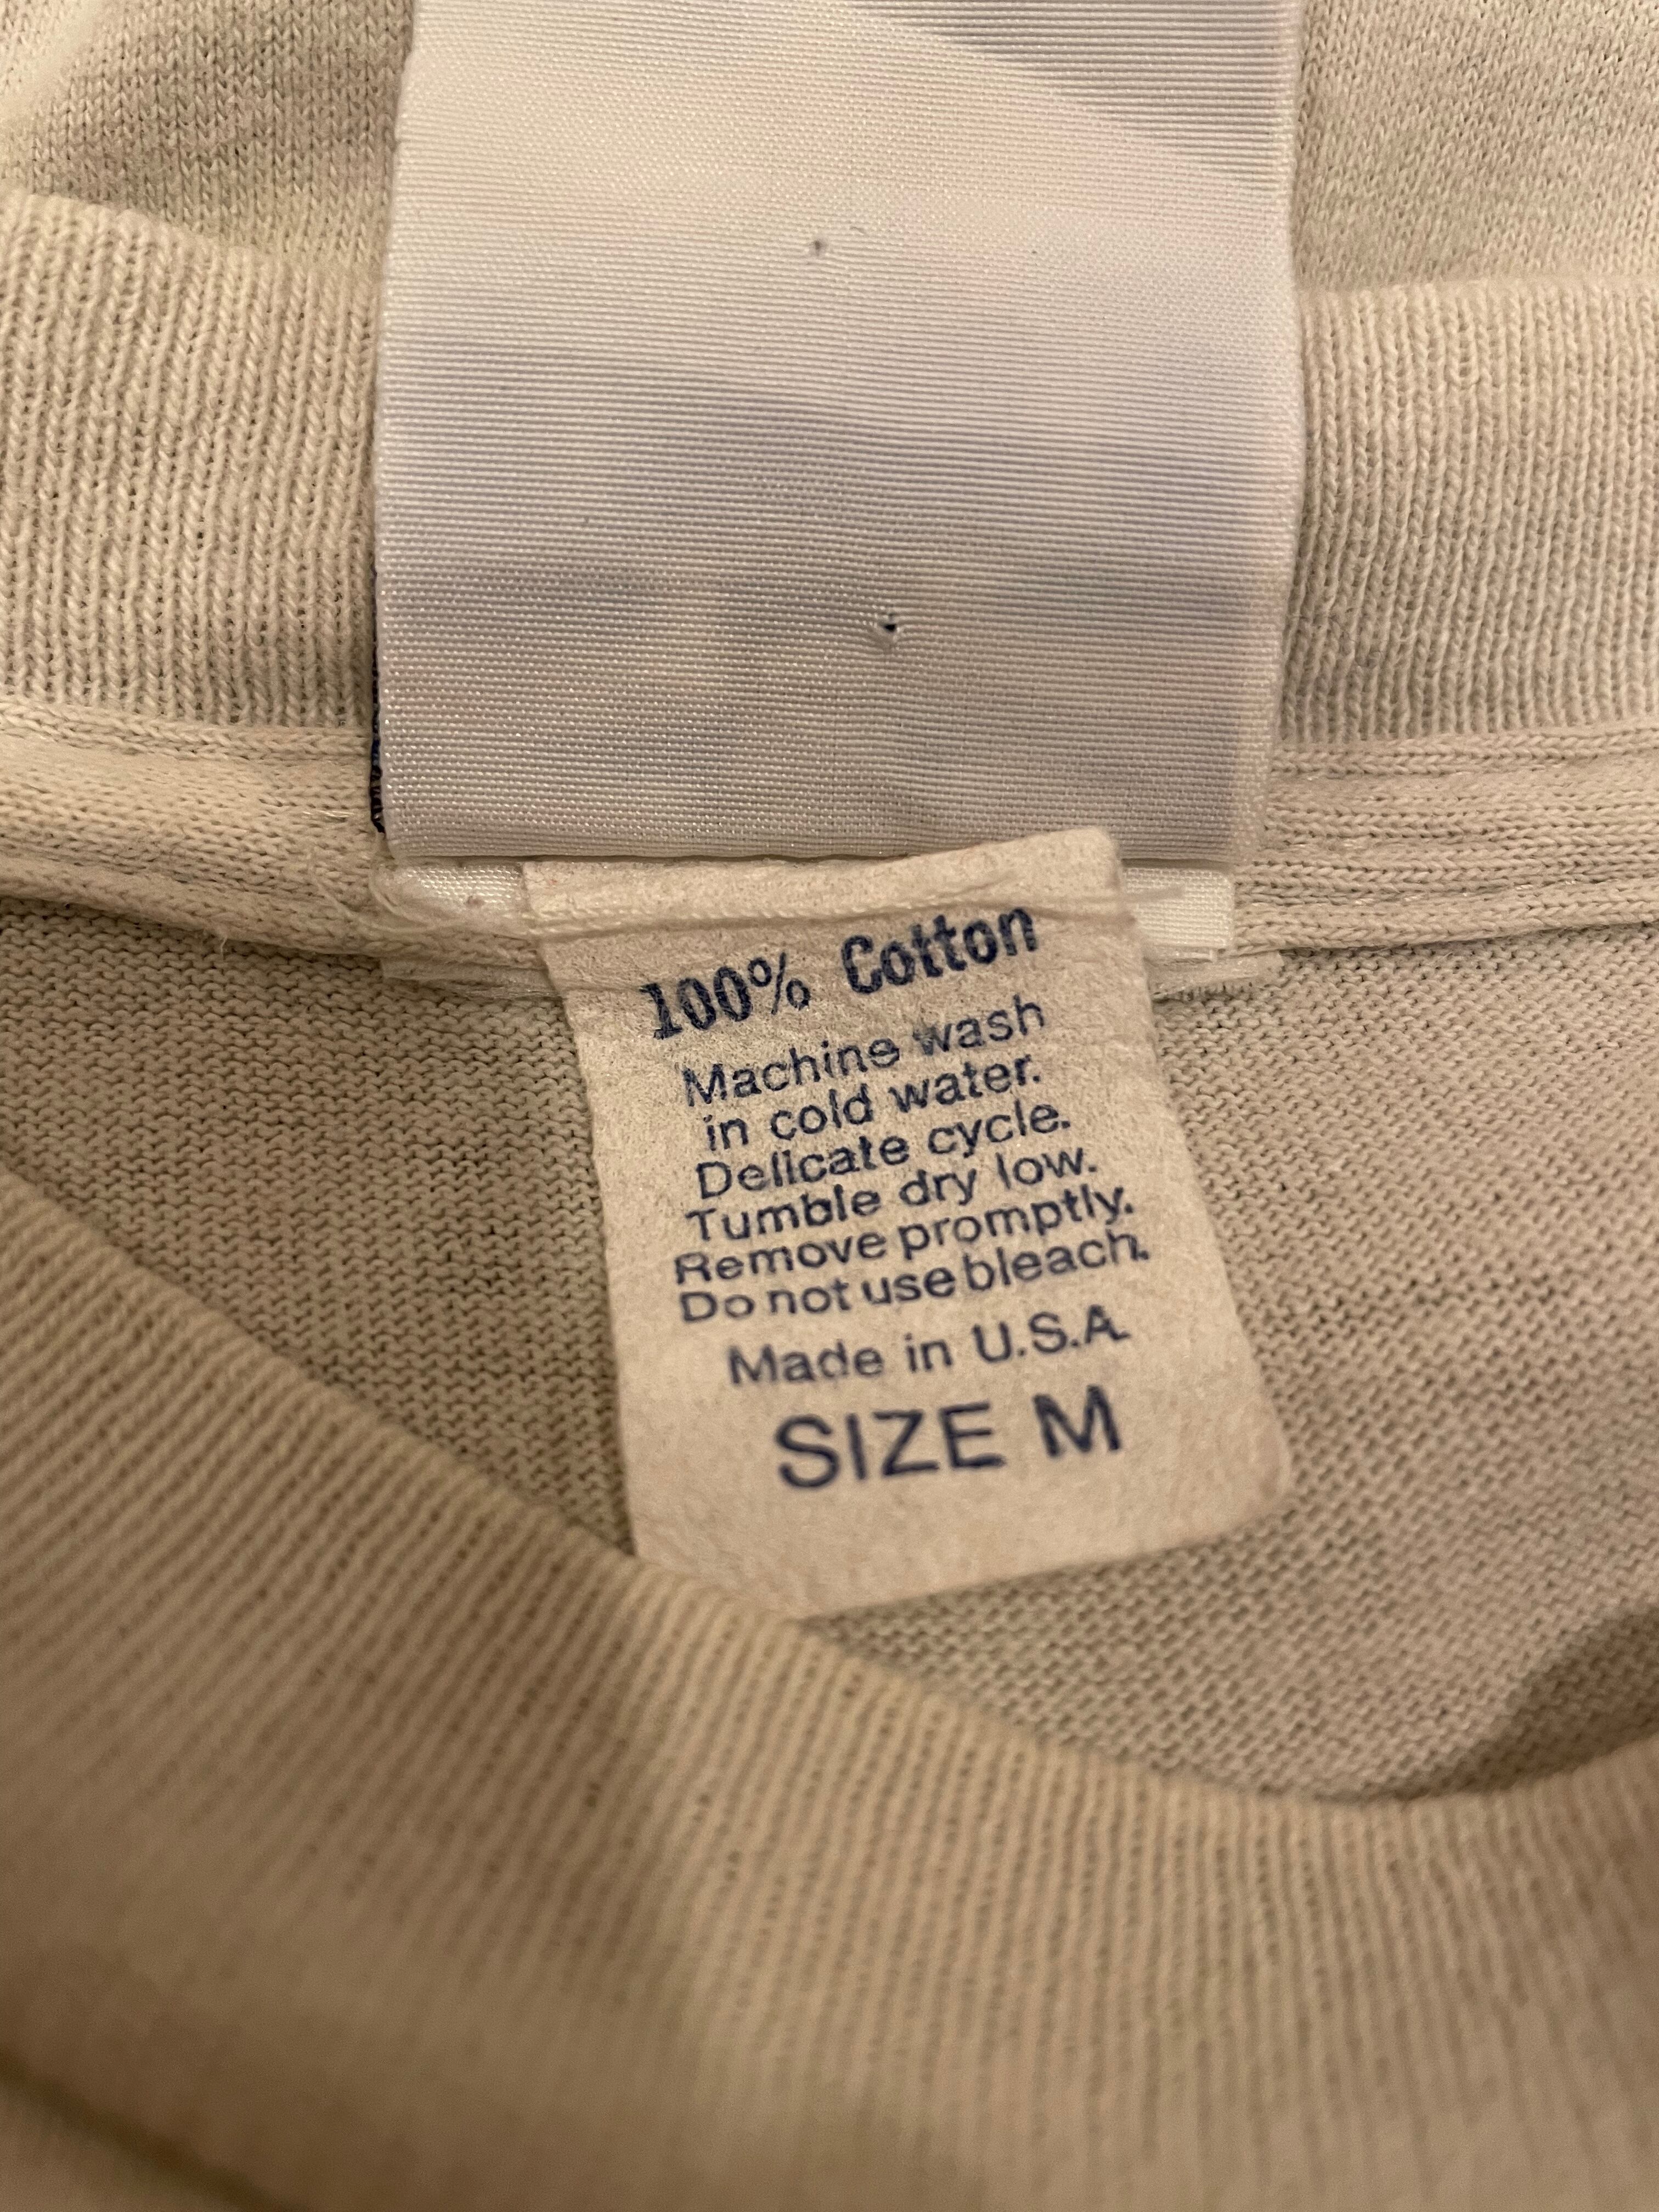 100% Cotton
Machine wash
in cold water.
Delicate cycle.
Tumble dry low.
Remove promptly.
Do not use bleach.
Made in U.S.A.
SIZE M